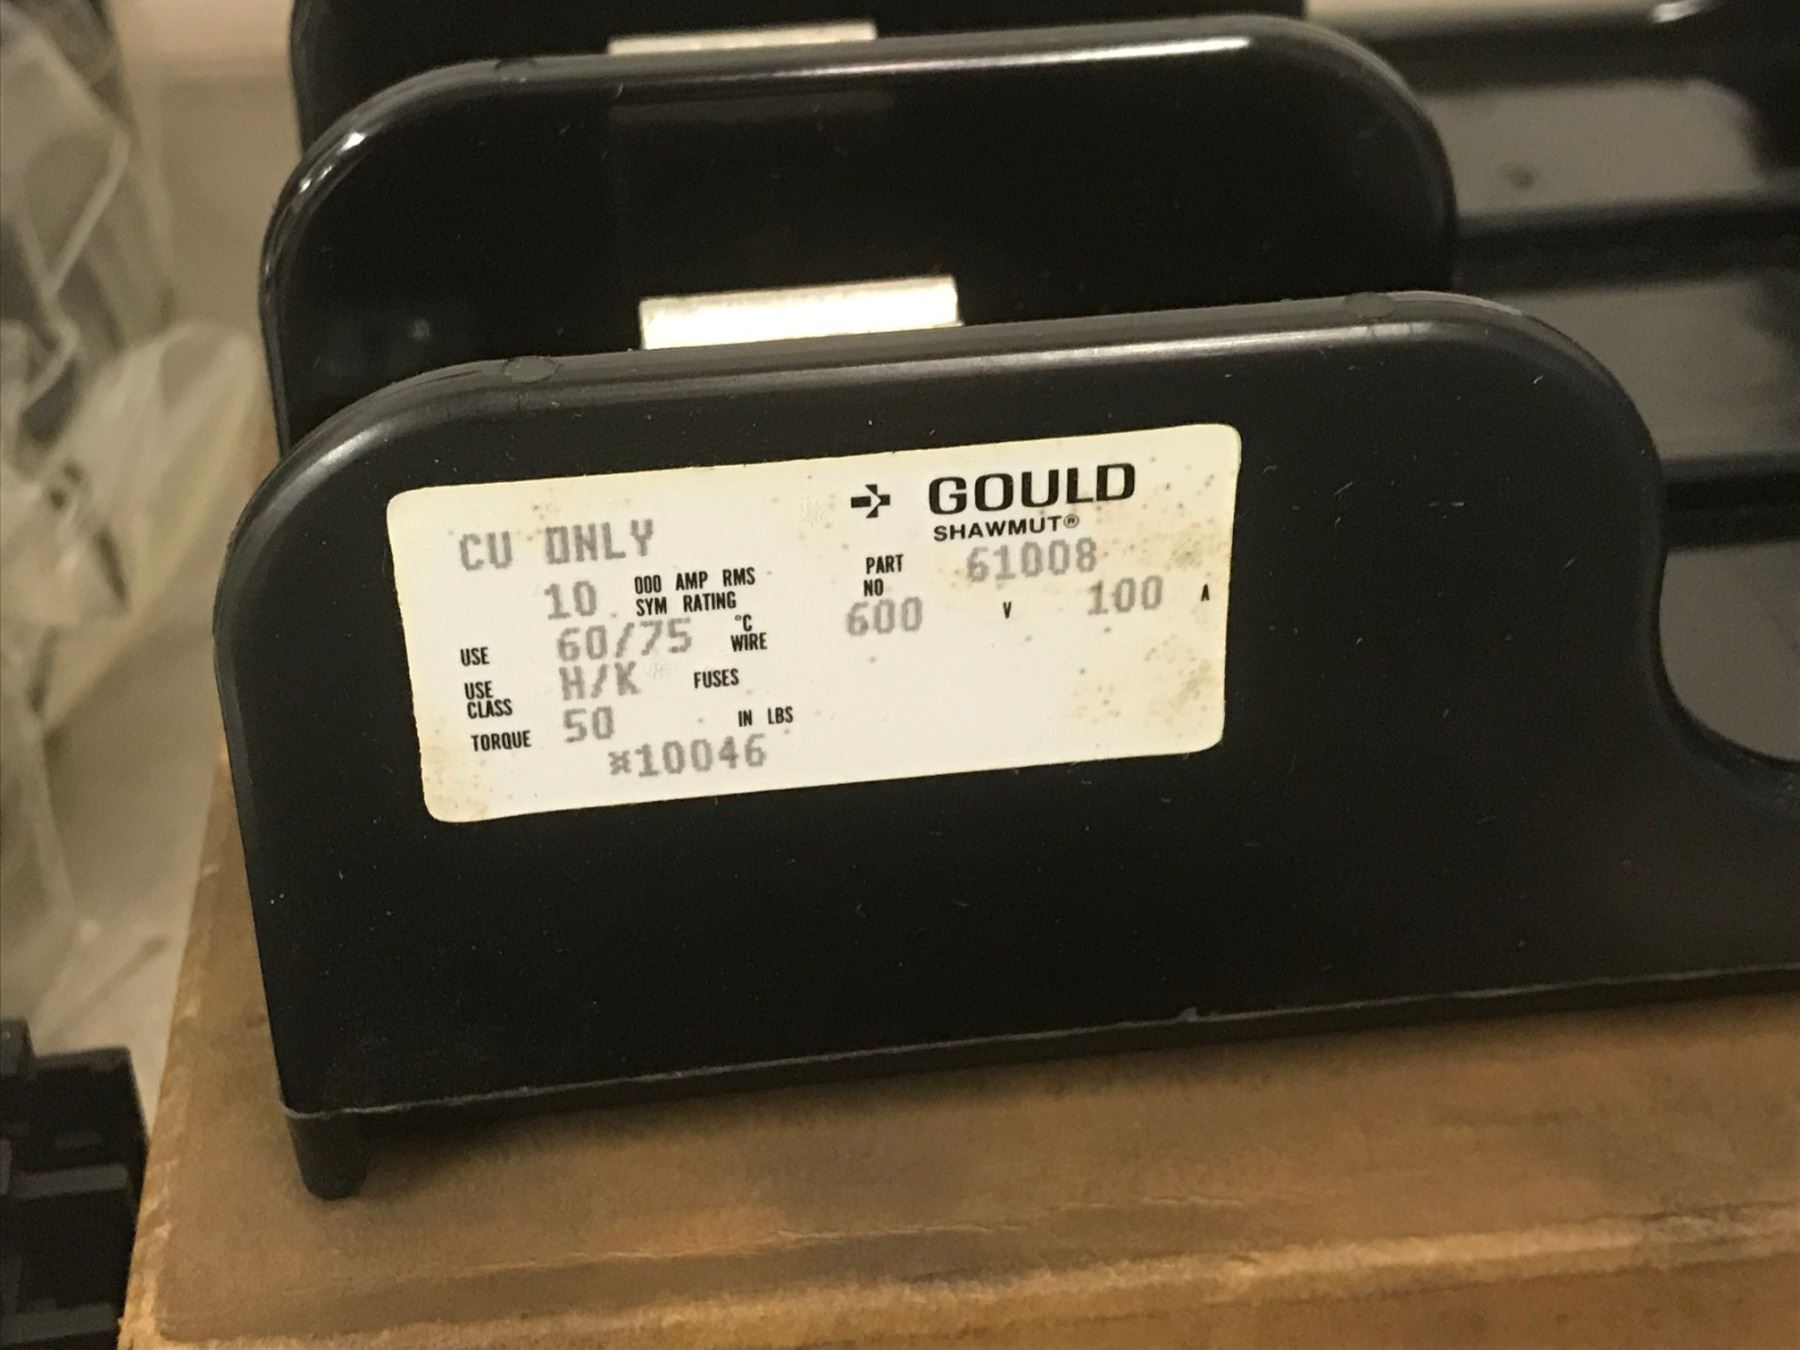 GOULD
SHAWMUT®
CU ONLY
10 000 AMP RMS
SYM RATING
PART NO 61008
600 V 100 A
USE 60/75 °C WIRE
USE CLASS H/K FUSES
TORQUE 50 IN LBS
¤10046